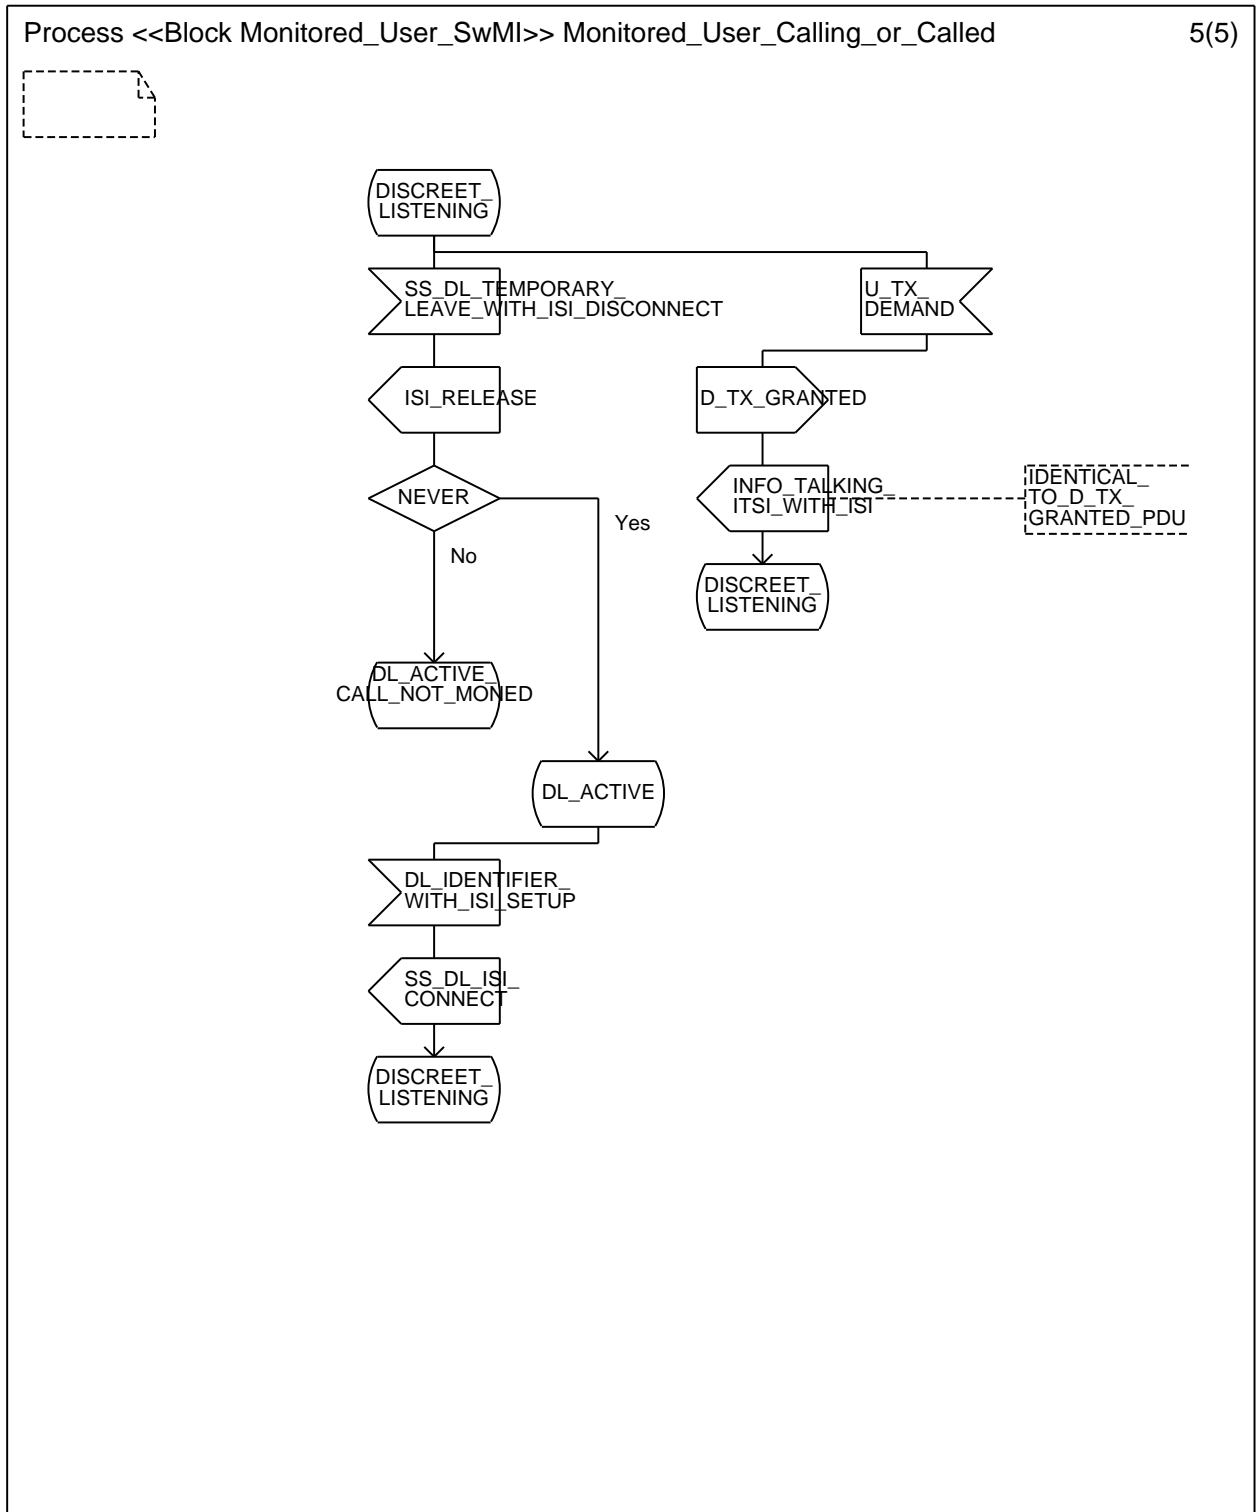 Process <<Block Monitored_User_SwMI>> Monitored_User_Calling_or_Called 5(5)
DISCREET_
LISTENING
SS_DL_TEMPORARY_
LEAVE_WITH_ISI_DISCONNECT
U_TX_
DEMAND
ISI_RELEASE
D_TX_GRANTED
NEVER
INFO_TALKING_
ITSI_WITH_ISI
IDENTICAL_
TO_D_TX_
GRANTED_PDU
Yes
No
DISCREET_
LISTENING
DL_ACTIVE_
CALL_NOT_MONED
DL_ACTIVE
DL_IDENTIFIER_
WITH_ISI_SETUP
SS_DL_ISI_
CONNECT
DISCREET_
LISTENING